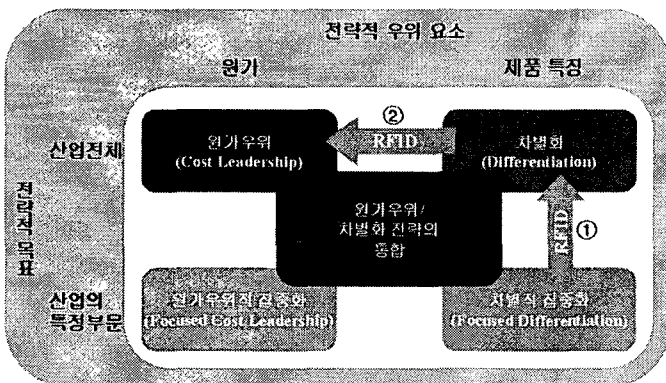 전략적 우위 요소
원가
제품 특징
산업전체
원가우위
(Cost Leadership)
②
RFID
차별화
(Differentiation)
전략적 목표
원가우위/
차별화 전략의
통합
RFID
①
산업의
특정부문
원가우위적 집중화
(Focused Cost Leadership)
차별적 집중화
(Focused Differentiation)